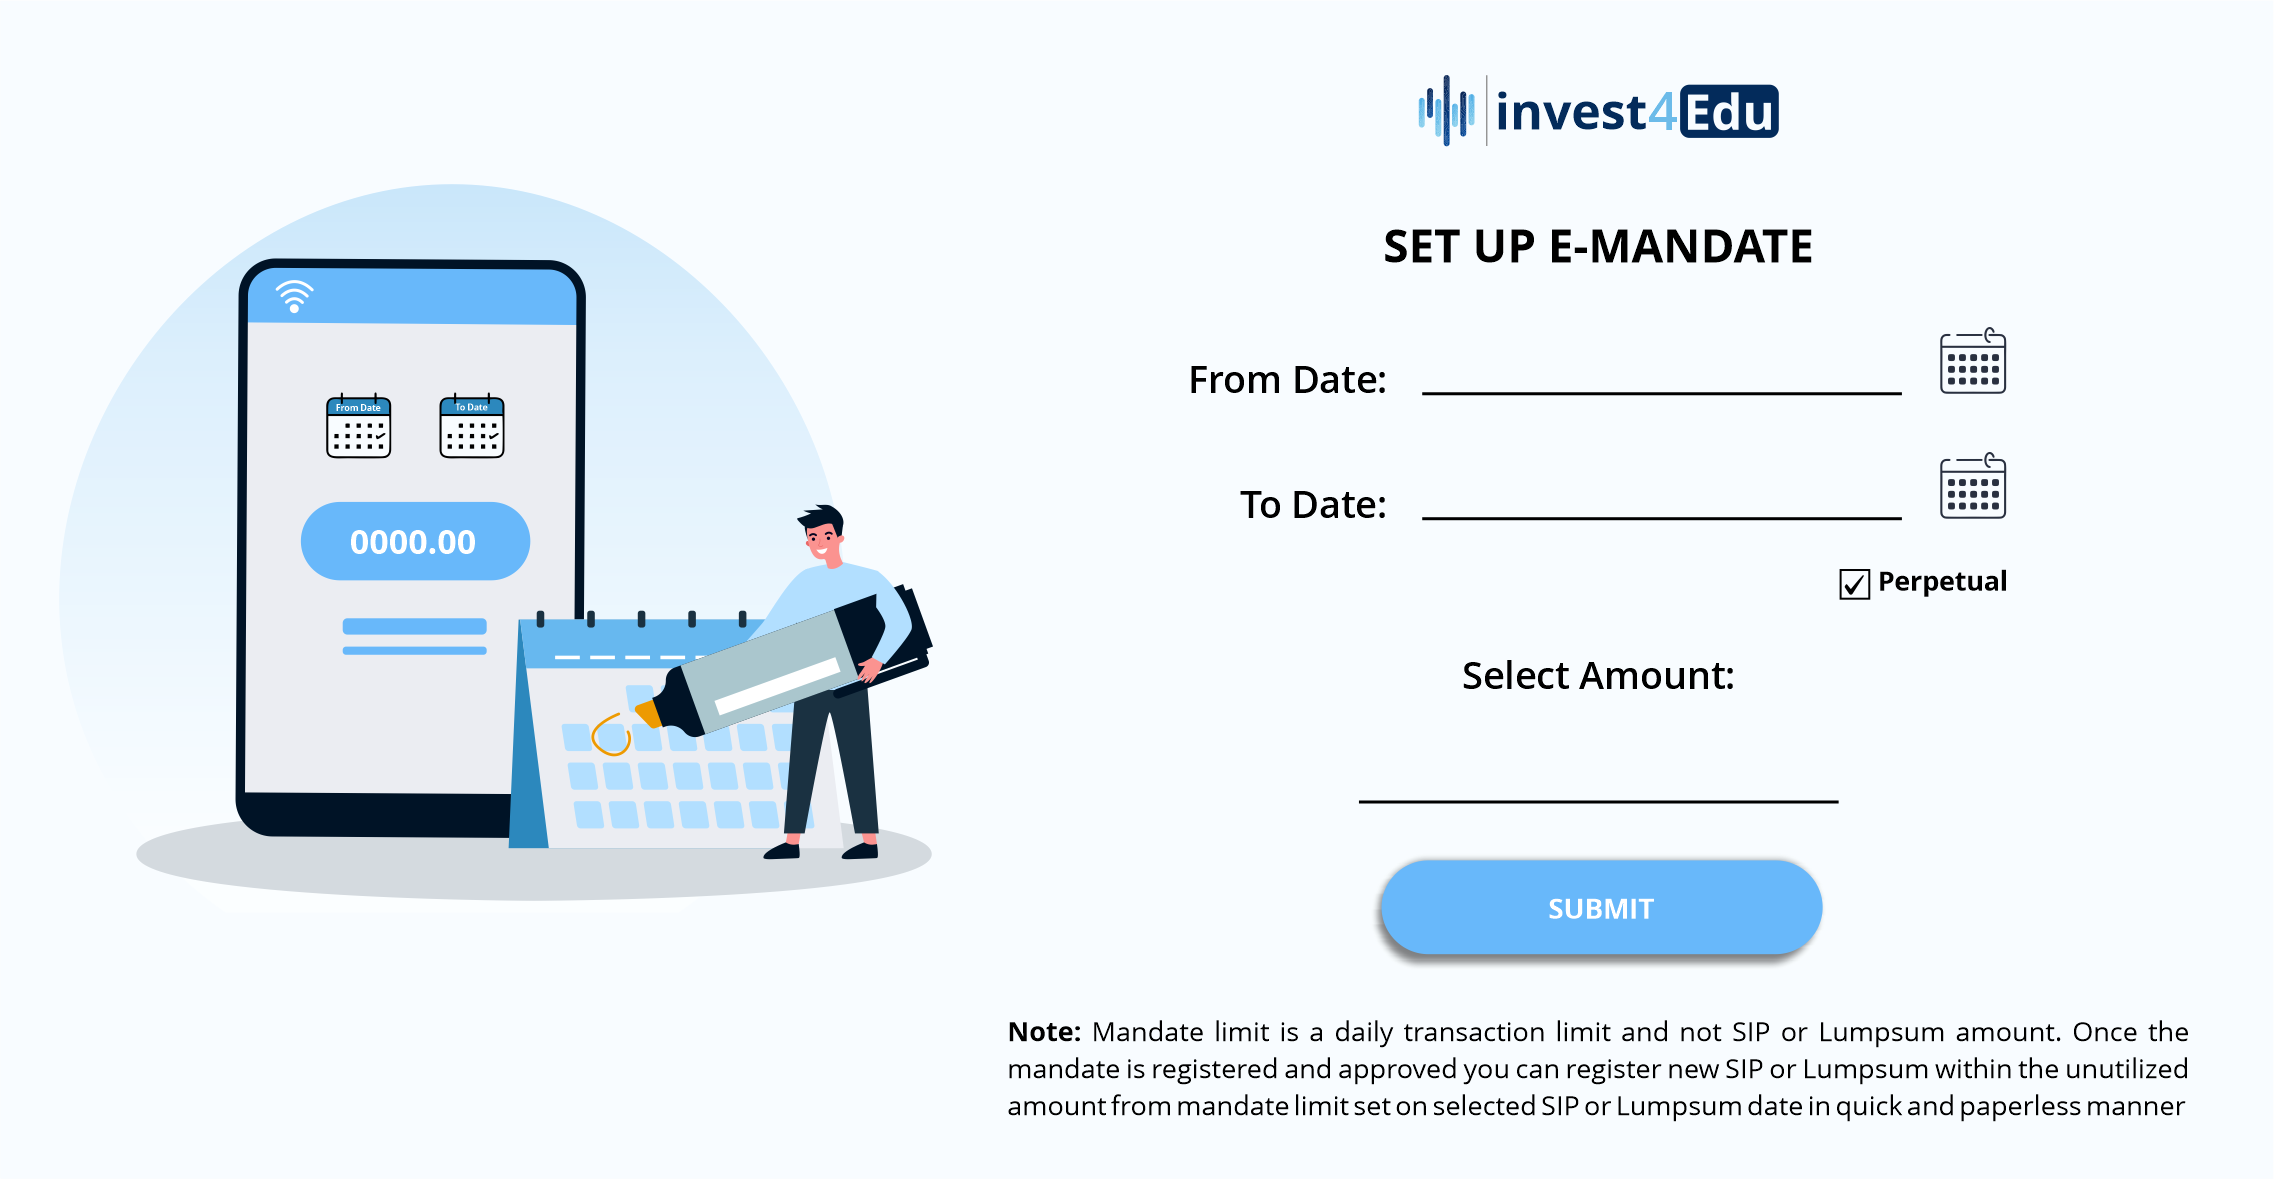 invest4Edu
SET UP E-MANDATE
From Date:
To Date:
Perpetual
Select Amount:
SUBMIT
Note: Mandate limit is a daily transaction limit and not SIP or Lumpsum amount. Once the
mandate is registered and approved you can register new SIP or Lumpsum within the unutilized
amount from mandate limit set on selected SIP or Lumpsum date in quick and paperless manner
From Date
To Date
0000.00